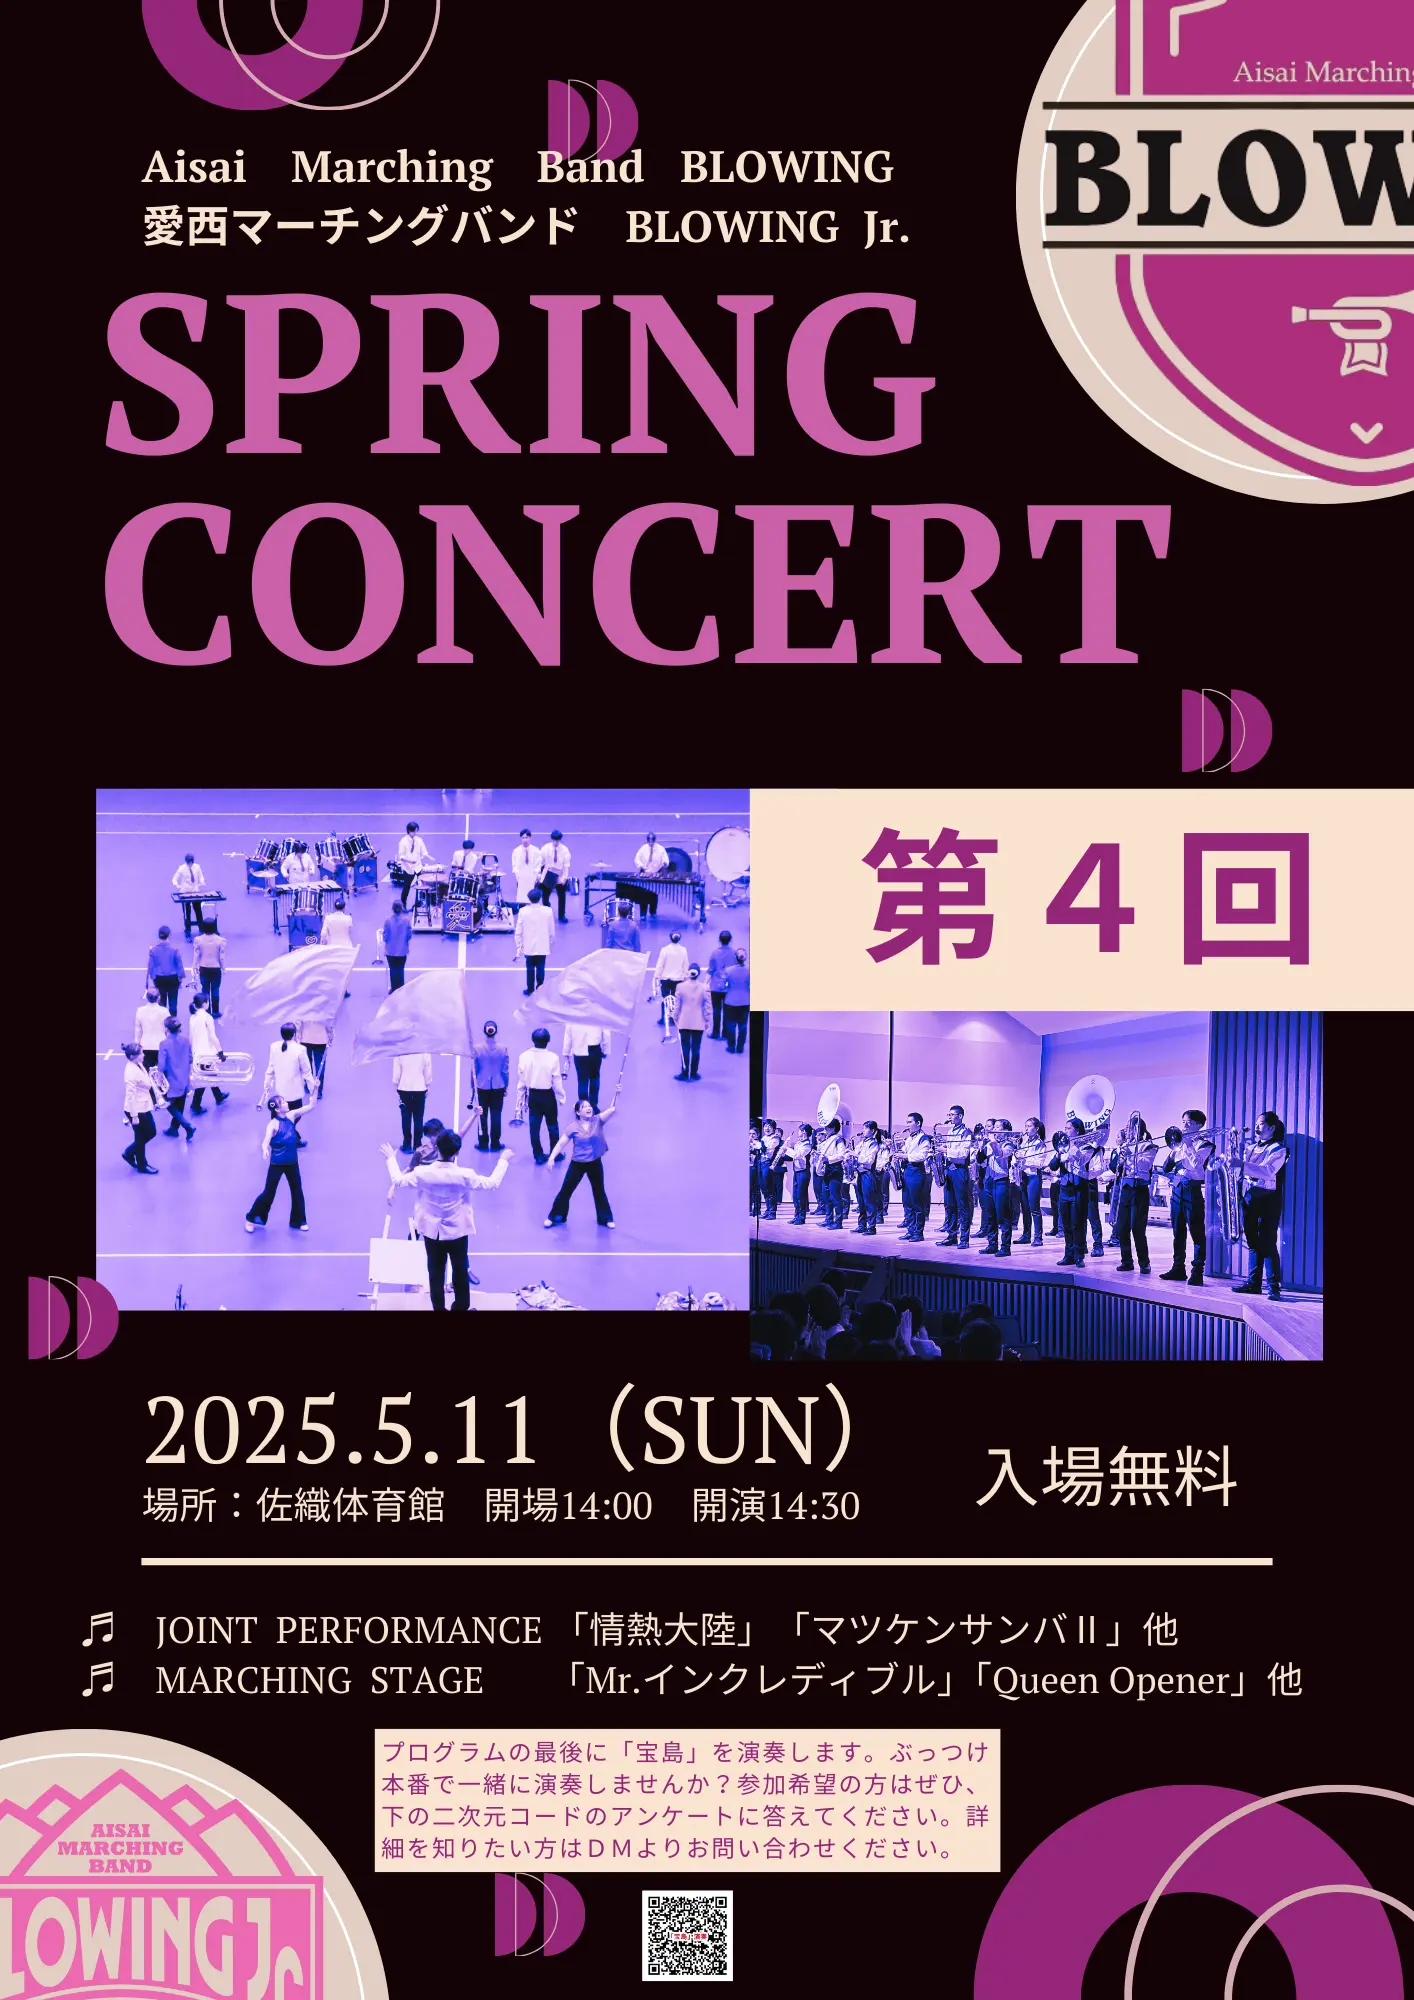 Aisai Marching
BLOW
Aisai　Marching　Band　BLOWING
愛西マーチングバンド　BLOWING Jr.
SPRING
CONCERT
第４回
2025.5.11（SUN）
場所：佐織体育館　開場14:00　開演14:30
入場無料
♬ JOINT PERFORMANCE「情熱大陸」「マツケンサンバⅡ」他
♬ MARCHING STAGE　「Mr.インクレディブル」「Queen Opener」他
プログラムの最後に「宝島」を演奏します。ぶっつけ
本番で一緒に演奏しませんか？参加希望の方はぜひ、
下の二次元コードのアンケートに答えてください。詳
細を知りたい方はＤＭよりお問い合わせください。
AISAI
MARCHING
BAND
LOWING Jr
「宝島」演奏